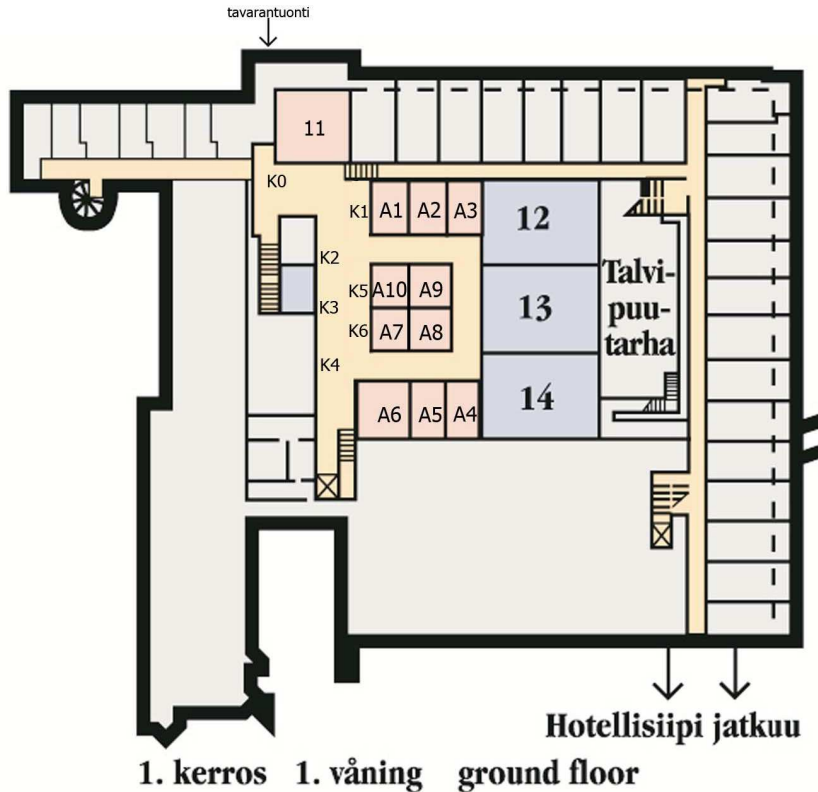 tavarantuonti
11
K0
K1 A1 A2 A3
12
K2
Talvi-
puu-
tarha
K5 A10 A9
K3
13
K6 A7 A8
K4
14
A6 A5 A4
Hotellisiipi jatkuu
1. kerros 1. våning ground floor